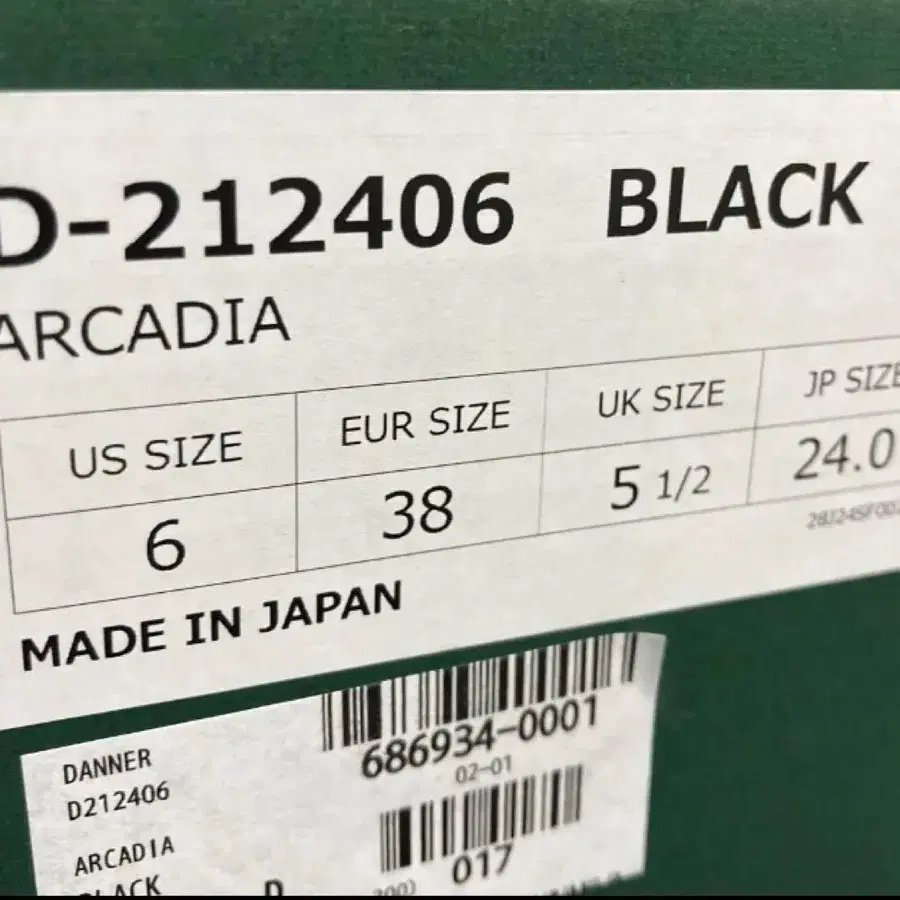 D-212406 BLACK
ARCADIA
US SIZE EUR SIZE UK SIZE JP SIZE
6 38 5 1/2 24.0
MADE IN JAPAN
686934-0001
02-01
DANNER
D212406
017
ARCADIA
BLACK D